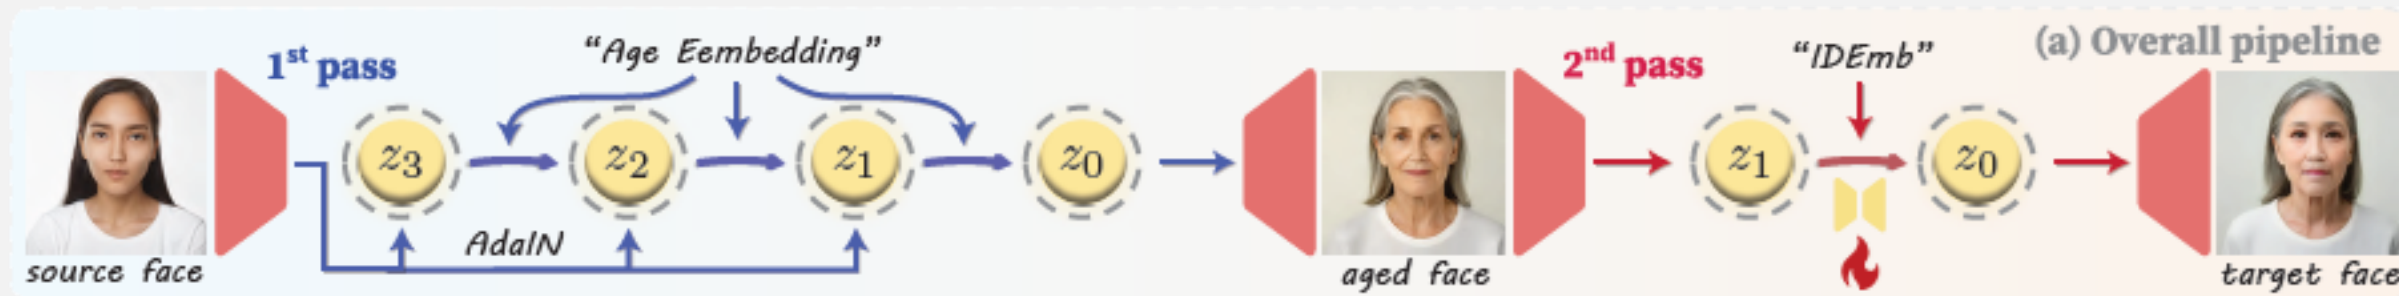 1st pass
“Age Eembedding”
2nd pass
“IDEmb”
(a) Overall pipeline
z3
z2
z1
z0
z1
z0
AdaIN
source face
aged face
target face